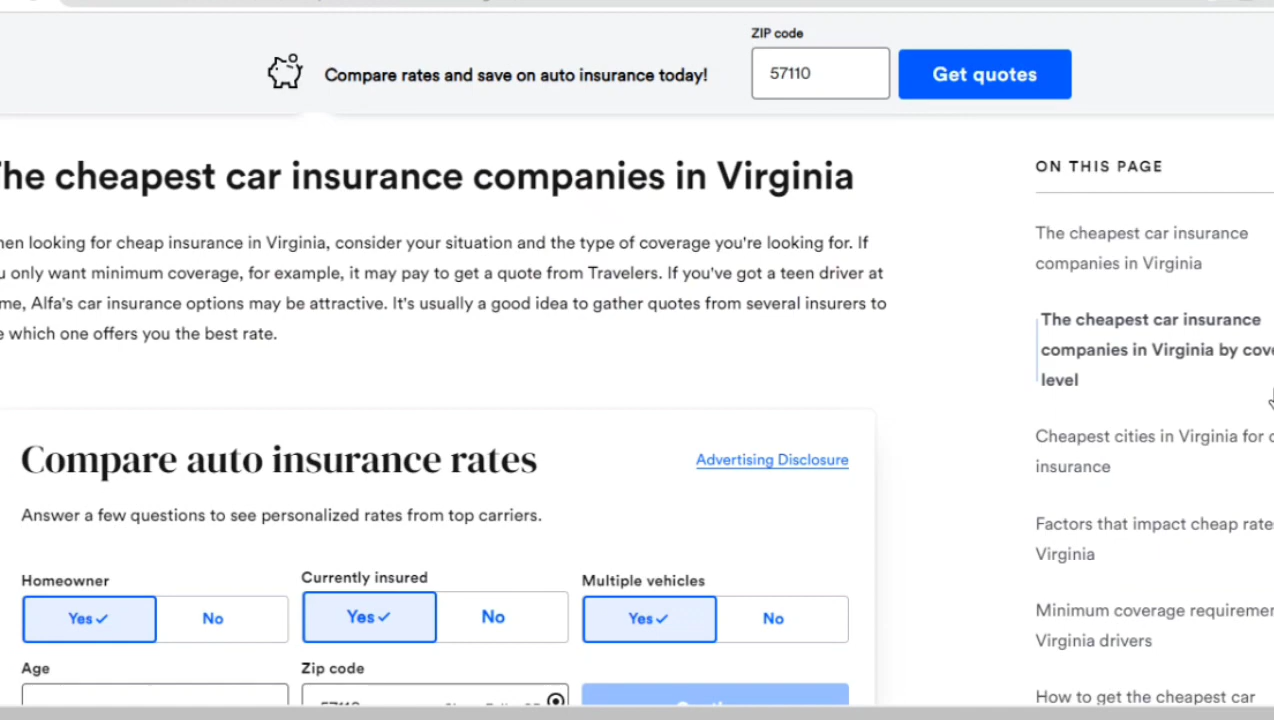 ZIP code
Compare rates and save on auto insurance today!
57110
Get quotes
he cheapest car insurance companies in Virginia
ON THIS PAGE
en looking for cheap insurance in Virginia, consider your situation and the type of coverage you're looking for. If
only want minimum coverage, for example, it may pay to get a quote from Travelers. If you've got a teen driver at
me, Alfa's car insurance options may be attractive. It's usually a good idea to gather quotes from several insurers to
which one offers you the best rate.
The cheapest car insurance
companies in Virginia
The cheapest car insurance
companies in Virginia by cov
level
Cheapest cities in Virginia for
insurance
Factors that impact cheap rate
Virginia
Minimum coverage requiremen
Virginia drivers
How to get the cheapest car
Compare auto insurance rates
Advertising Disclosure
Answer a few questions to see personalized rates from top carriers.
Homeowner
Currently insured
Multiple vehicles
Yes ✓ No
Yes ✓ No
Yes ✓ No
Age
Zip code